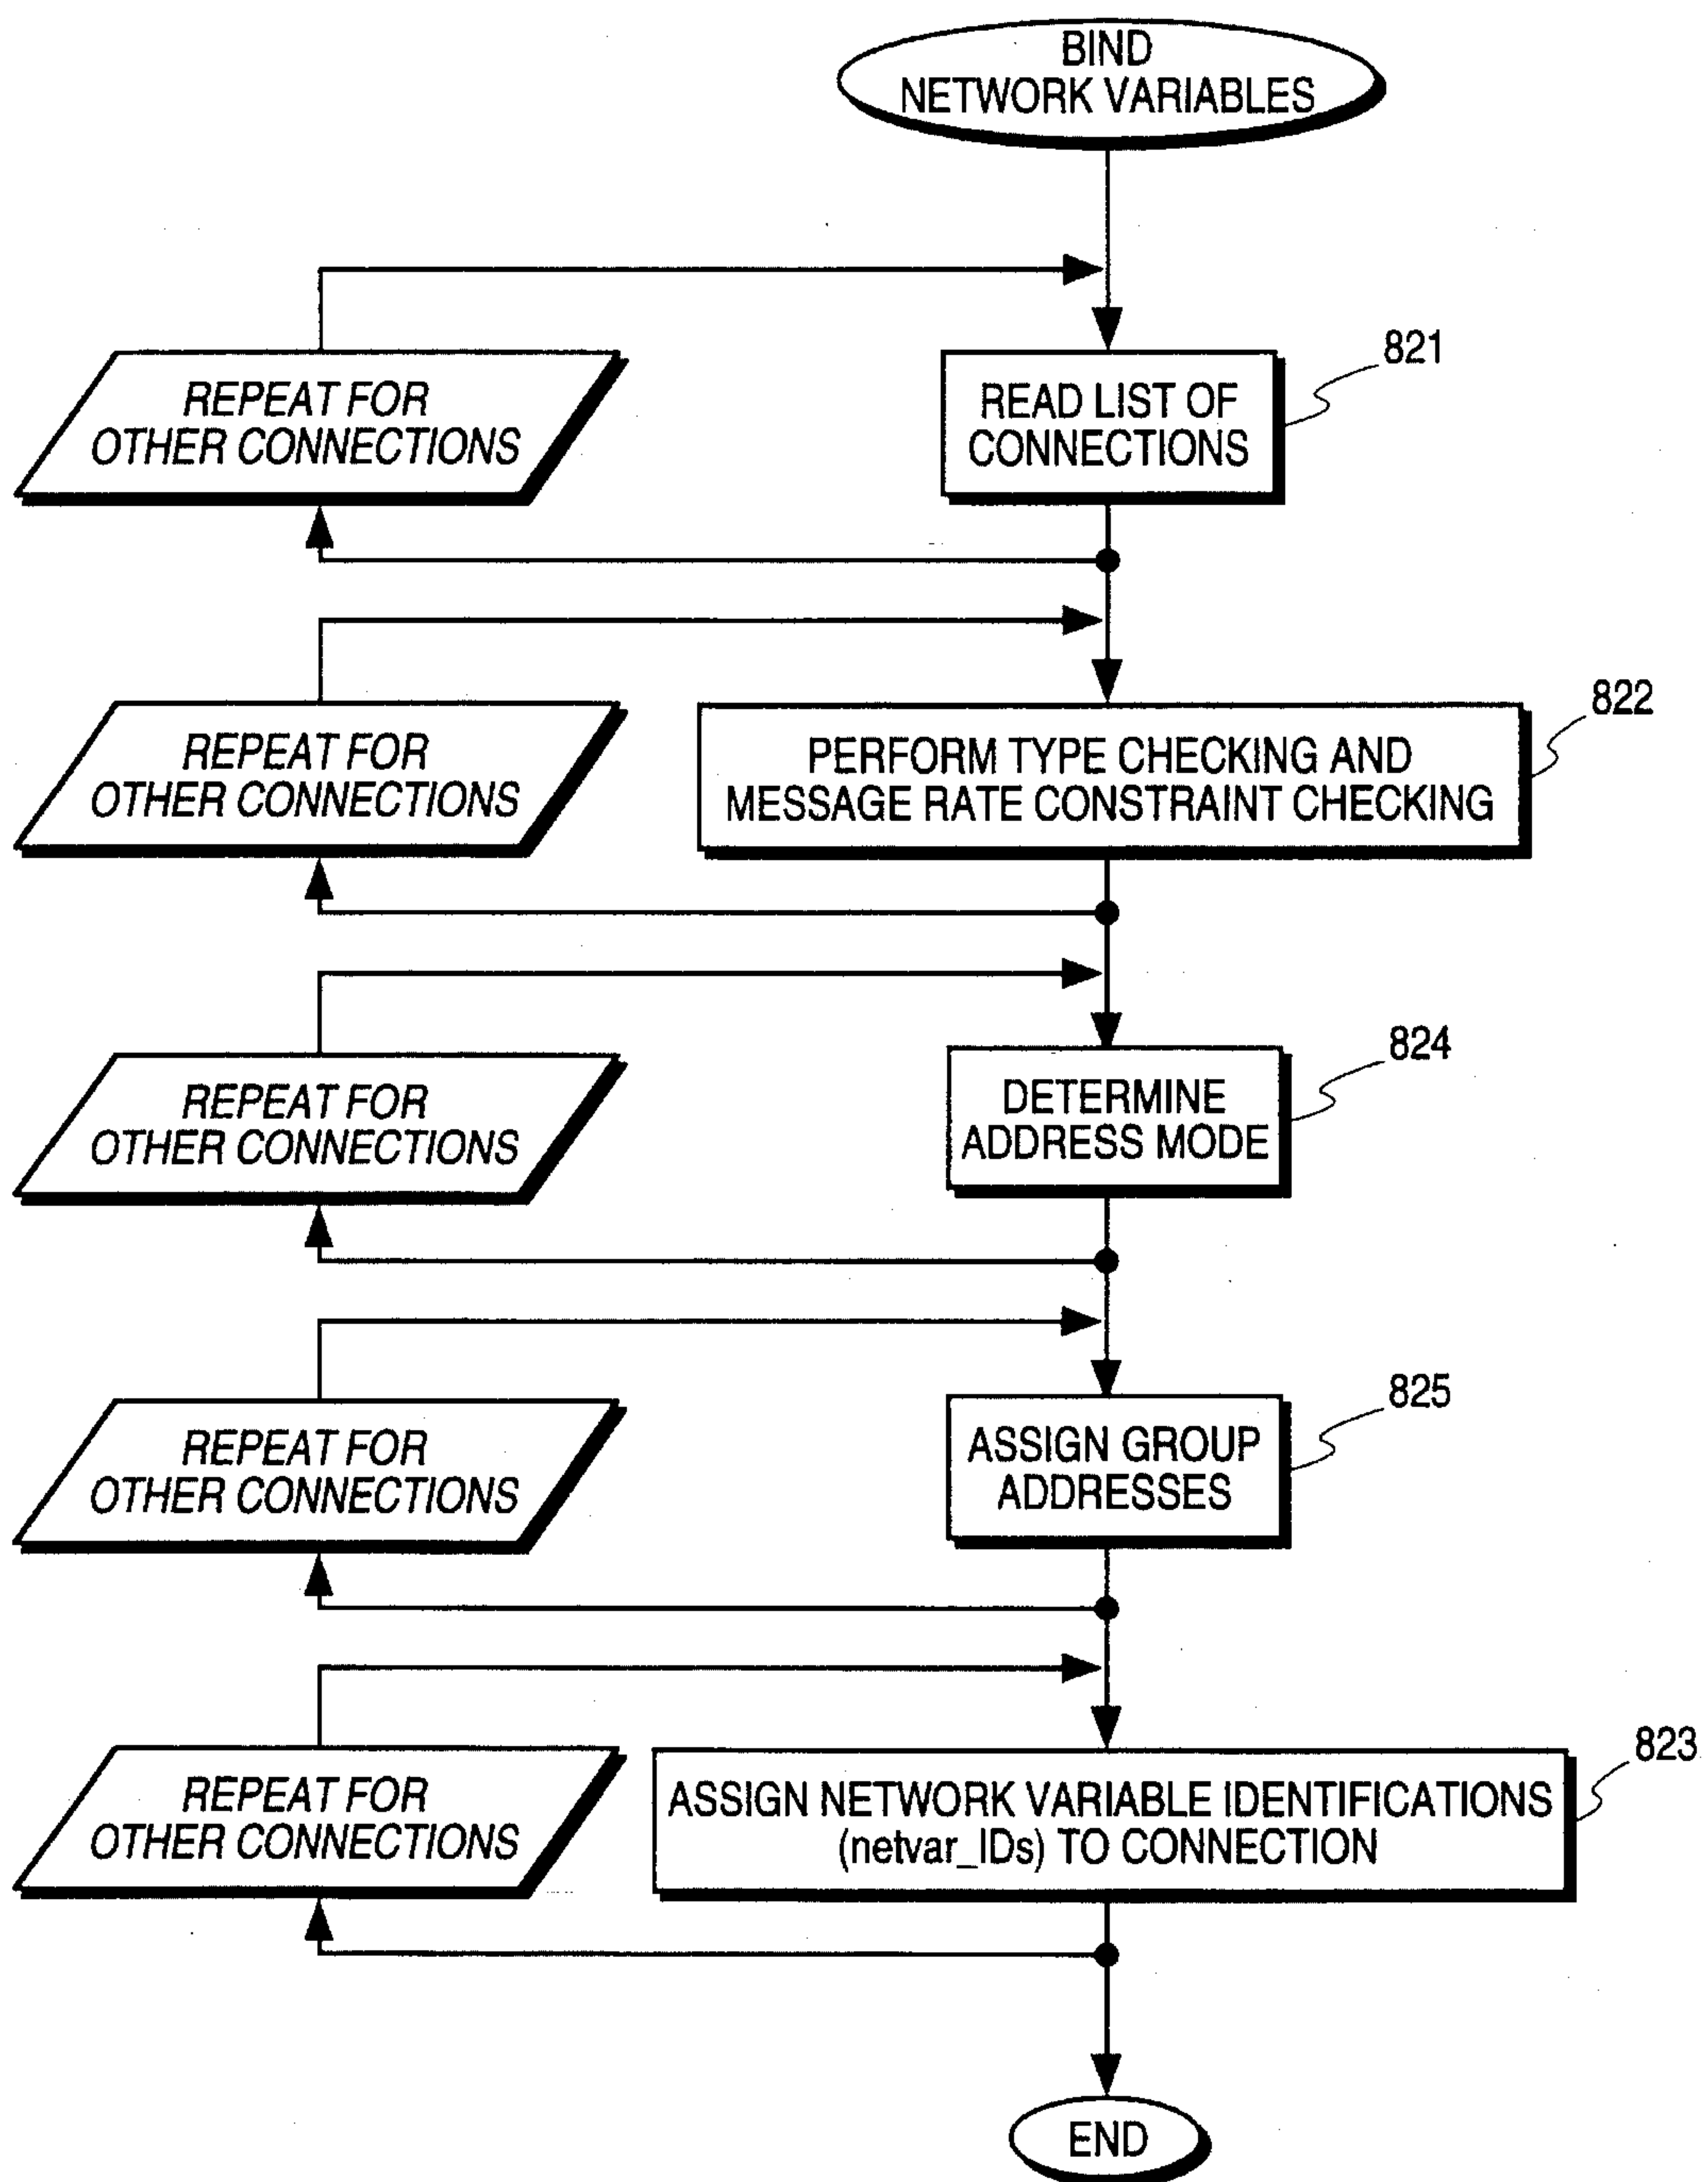 BIND
NETWORK VARIABLES
REPEAT FOR
OTHER CONNECTIONS
READ LIST OF
CONNECTIONS
821
REPEAT FOR
OTHER CONNECTIONS
PERFORM TYPE CHECKING AND
MESSAGE RATE CONSTRAINT CHECKING
822
REPEAT FOR
OTHER CONNECTIONS
DETERMINE
ADDRESS MODE
824
REPEAT FOR
OTHER CONNECTIONS
ASSIGN GROUP
ADDRESSES
825
REPEAT FOR
OTHER CONNECTIONS
ASSIGN NETWORK VARIABLE IDENTIFICATIONS
(netvar_IDs) TO CONNECTION
823
END